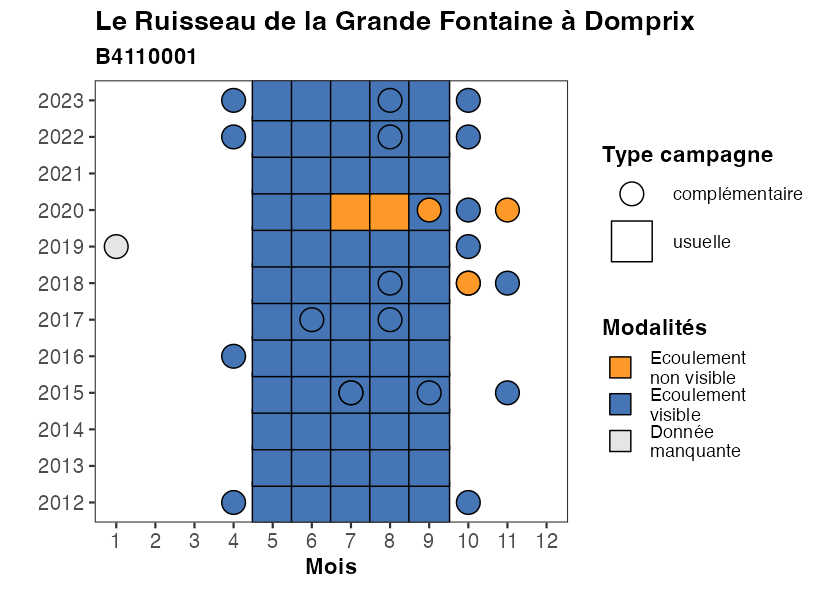 Le Ruisseau de la Grande Fontaine à Domprix
B4110001
2023
2022
2021
2020
2019
2018
2017
2016
2015
2014
2013
2012
1 2 3 4 5 6 7 8 9 10 11 12
Mois
Type campagne
complémentaire
usuelle
Modalités
Ecoulement
non visible
Ecoulement
visible
Donnée
manquante